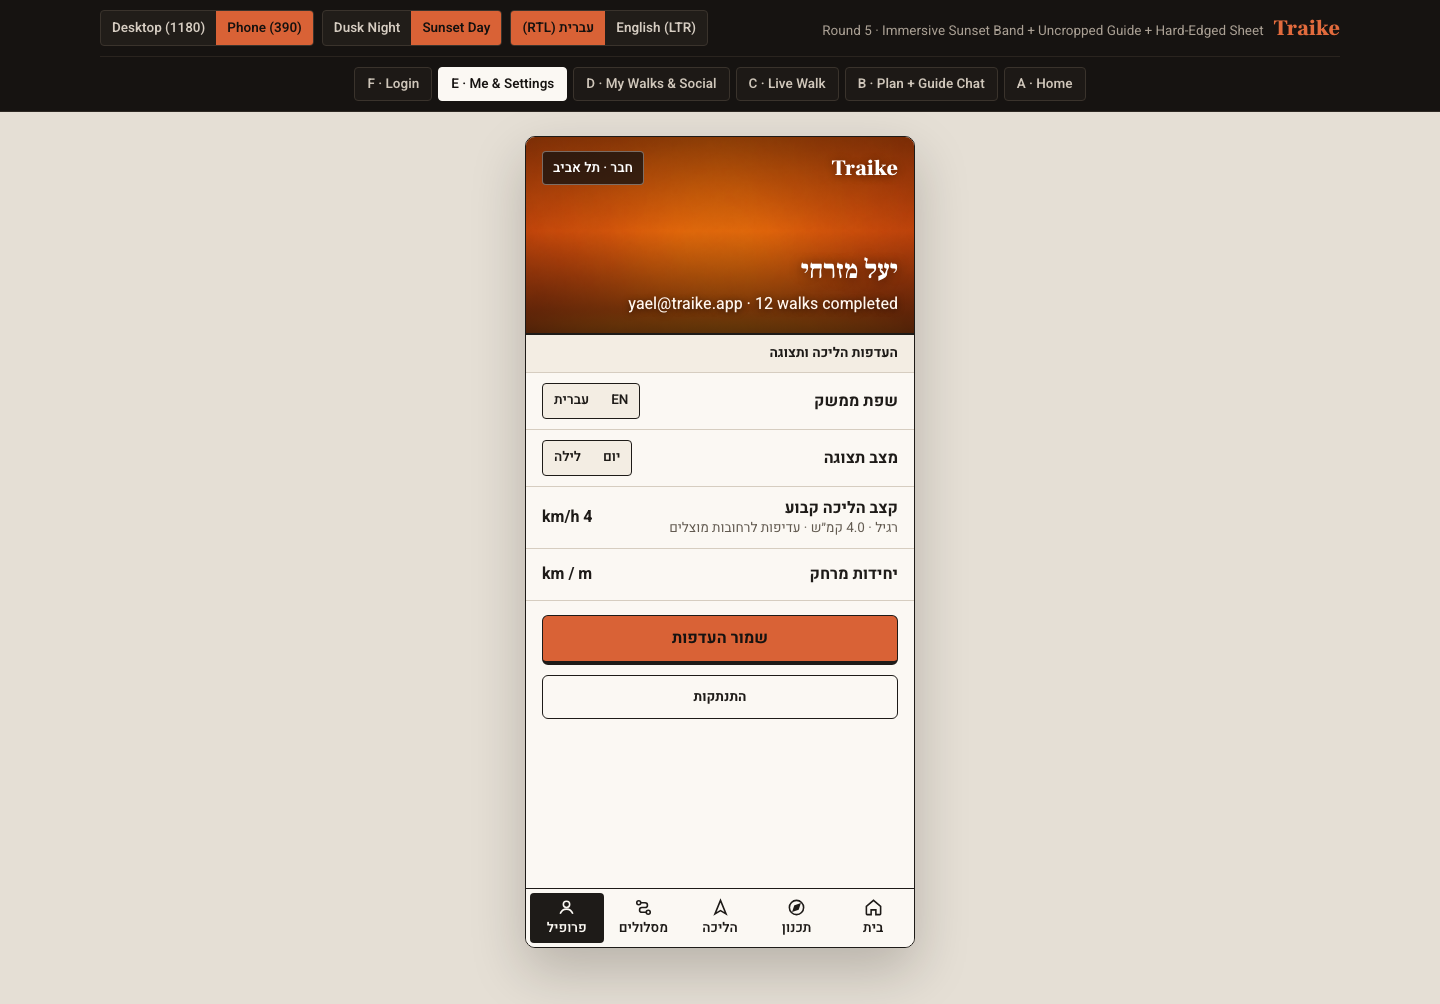 Traike Round 5 · Immersive Sunset Band + Uncropped Guide + Hard-Edged Sheet
English (LTR) עברית (RTL) Sunset Day Dusk Night Phone (390) Desktop (1180)
A · Home B · Plan + Guide Chat C · Live Walk D · My Walks & Social E · Me & Settings F · Login
Traike חבר · תל אביב
יעל מזרחי
yael@traike.app · 12 walks completed
העדפות הליכה ותצוגה
שפת ממשק EN עברית
מצב תצוגה יום לילה
קצב הליכה קבוע km/h 4
רגיל · 4.0 קמ״ש · עדיפות לרחובות מוצלים
יחידות מרחק km / m
שמור העדפות
התנתקות
בית תכנון הליכה מסלולים פרופיל